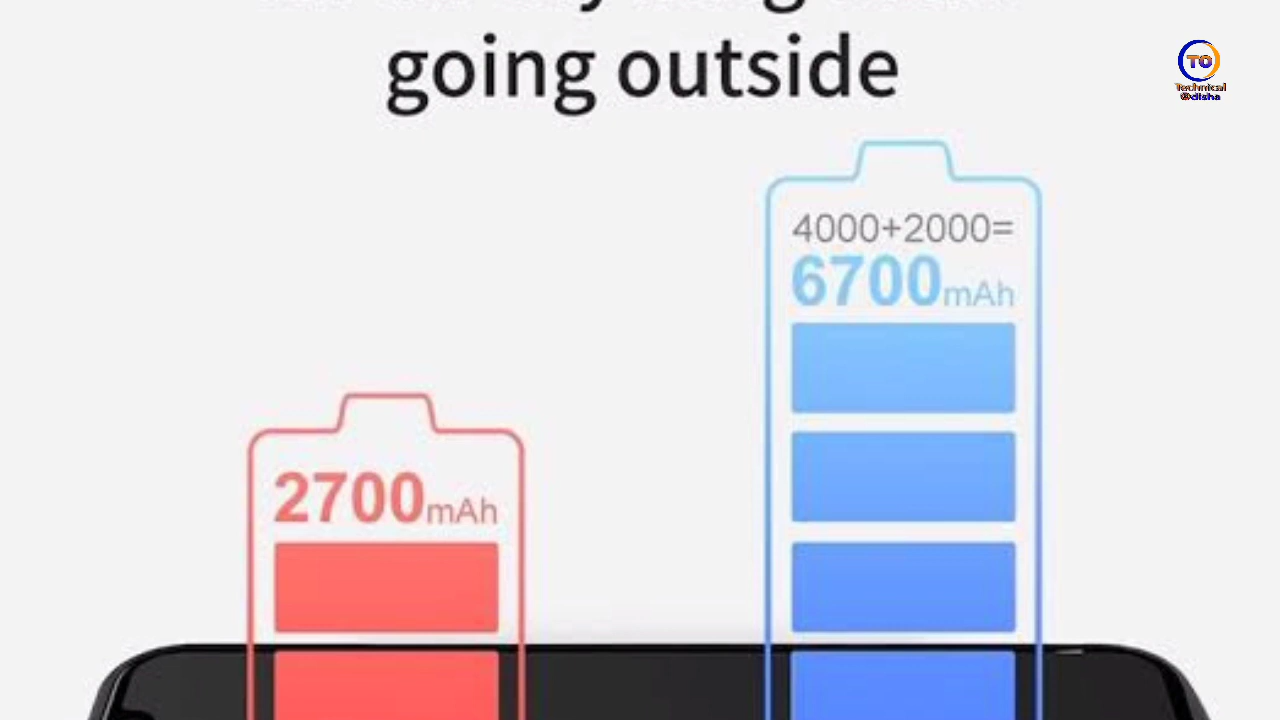 going outside
TO
Technical
Odisha
4000+2000=
6700mAh
2700mAh